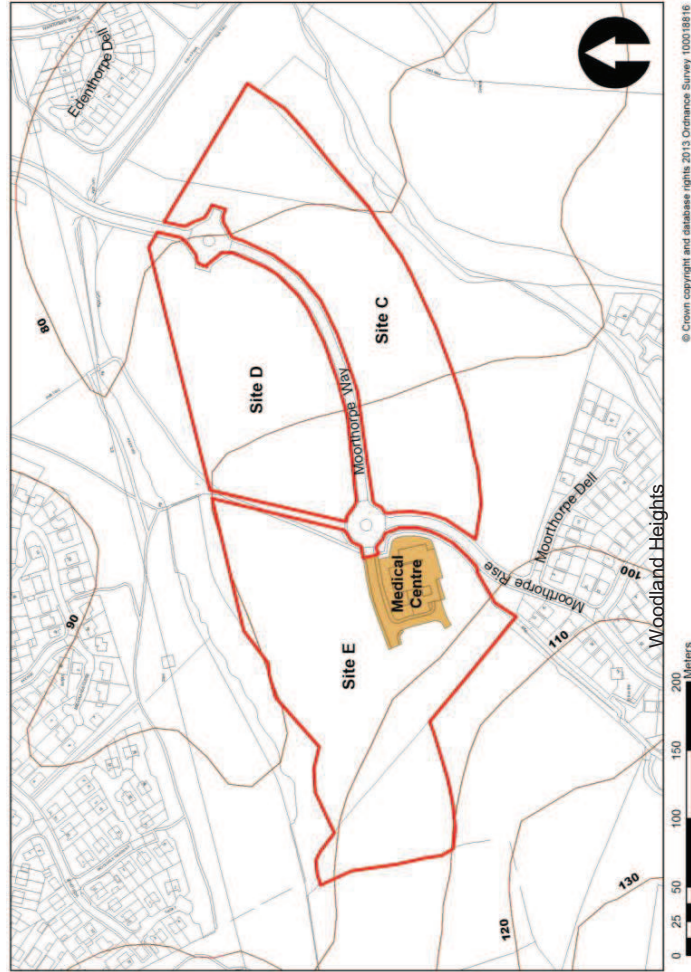 Edenthorpe Dell
80
Site D
Site C
Moorthorpe Way
90
Site E
Medical
Centre
Moorthorpe Rise
Moorthorpe Dell
Woodland Heights
100
110
120
130
0 25 50 100 150 200
Meters
© Crown copyright and database rights 2013 Ordnance Survey 100018816